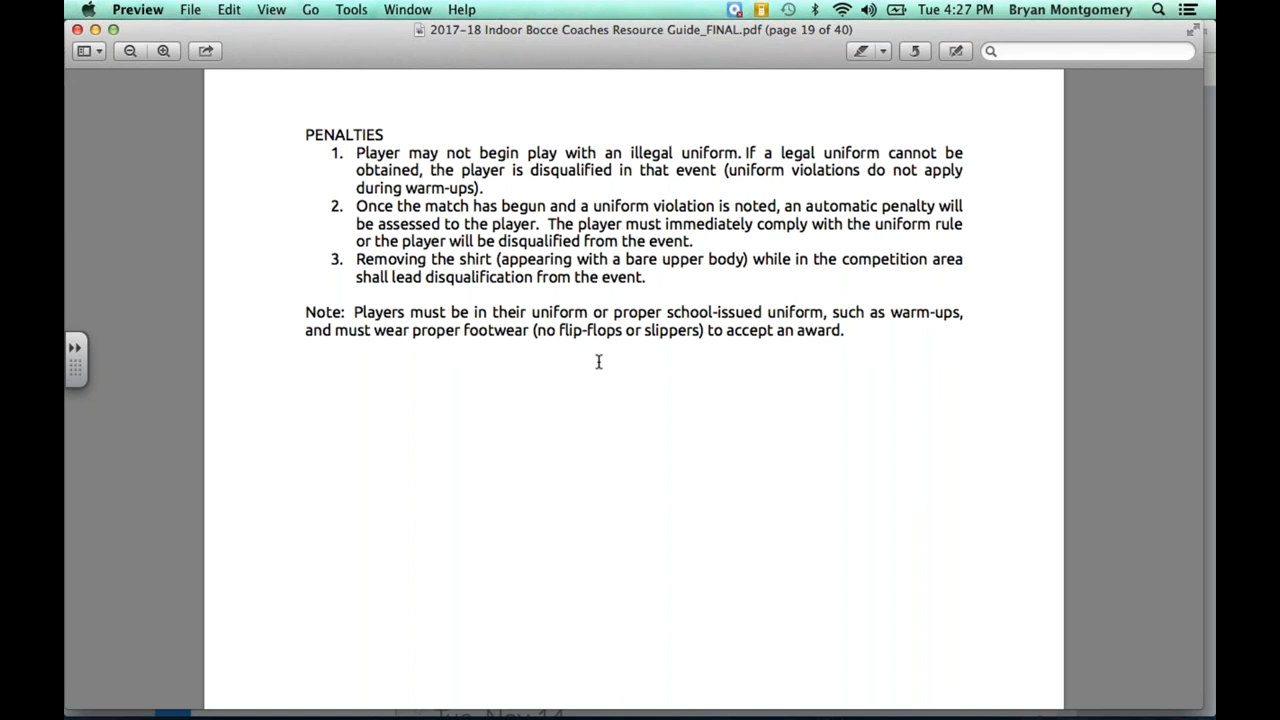 Preview File Edit View Go Tools Window Help Tue 4:27 PM Bryan Montgomery
2017-18 Indoor Bocce Coaches Resource Guide_FINAL.pdf (page 19 of 40)
PENALTIES
1. Player may not begin play with an illegal uniform. If a legal uniform cannot be
obtained, the player is disqualified in that event (uniform violations do not apply
during warm-ups).
2. Once the match has begun and a uniform violation is noted, an automatic penalty will
be assessed to the player. The player must immediately comply with the uniform rule
or the player will be disqualified from the event.
3. Removing the shirt (appearing with a bare upper body) while in the competition area
shall lead disqualification from the event.
Note: Players must be in their uniform or proper school-issued uniform, such as warm-ups,
and must wear proper footwear (no flip-flops or slippers) to accept an award.
Tue, Nov 14